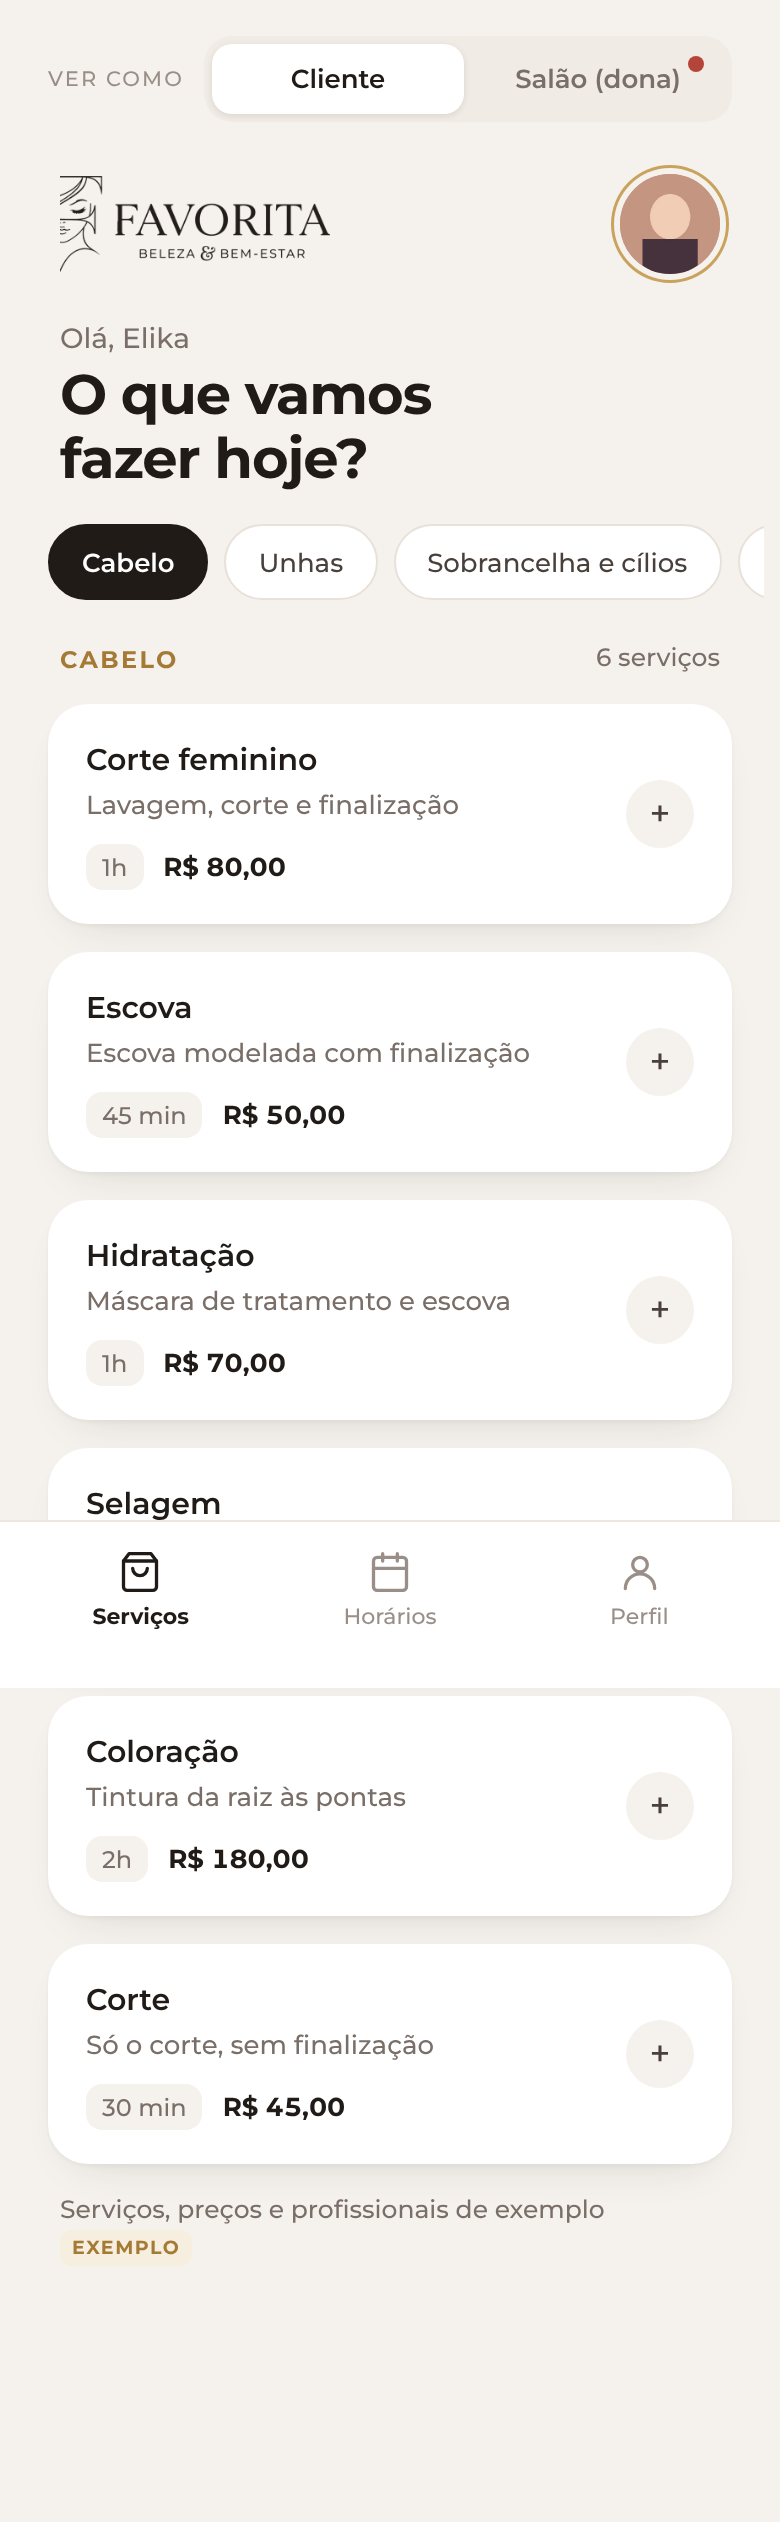 VER COMO
Cliente
Salão (dona)
FAVORITA
BELEZA & BEM-ESTAR
Olá, Elika
O que vamos
fazer hoje?
Cabelo
Unhas
Sobrancelha e cílios
CABELO
6 serviços
Corte feminino
Lavagem, corte e finalização
+
1h R$ 80,00
Escova
Escova modelada com finalização
+
45 min R$ 50,00
Hidratação
Máscara de tratamento e escova
+
1h R$ 70,00
Selagem
Serviços
Horários
Perfil
Coloração
Tintura da raiz às pontas
+
2h R$ 180,00
Corte
Só o corte, sem finalização
+
30 min R$ 45,00
Serviços, preços e profissionais de exemplo
EXEMPLO